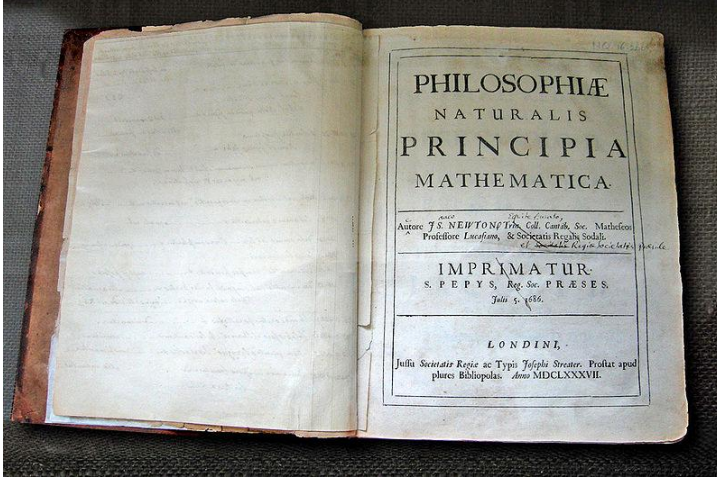 PHILOSOPHIÆ
NATURALIS
PRINCIPIA
MATHEMATICA.
Autore JS. NEWTON, Trin. Coll. Cantab. Soc. Matheseos
Professore Lucasiano, & Societatis Regalis Sodali.
IMPRIMATUR·
S. PEPYS, Reg. Soc. PRÆSES.
Julii 5. 1686.
LONDINI,
Jussu Societatis Regiæ ac Typis Josephi Streater. Prostat apud
plures Bibliopolas. Anno MDCLXXXVII.